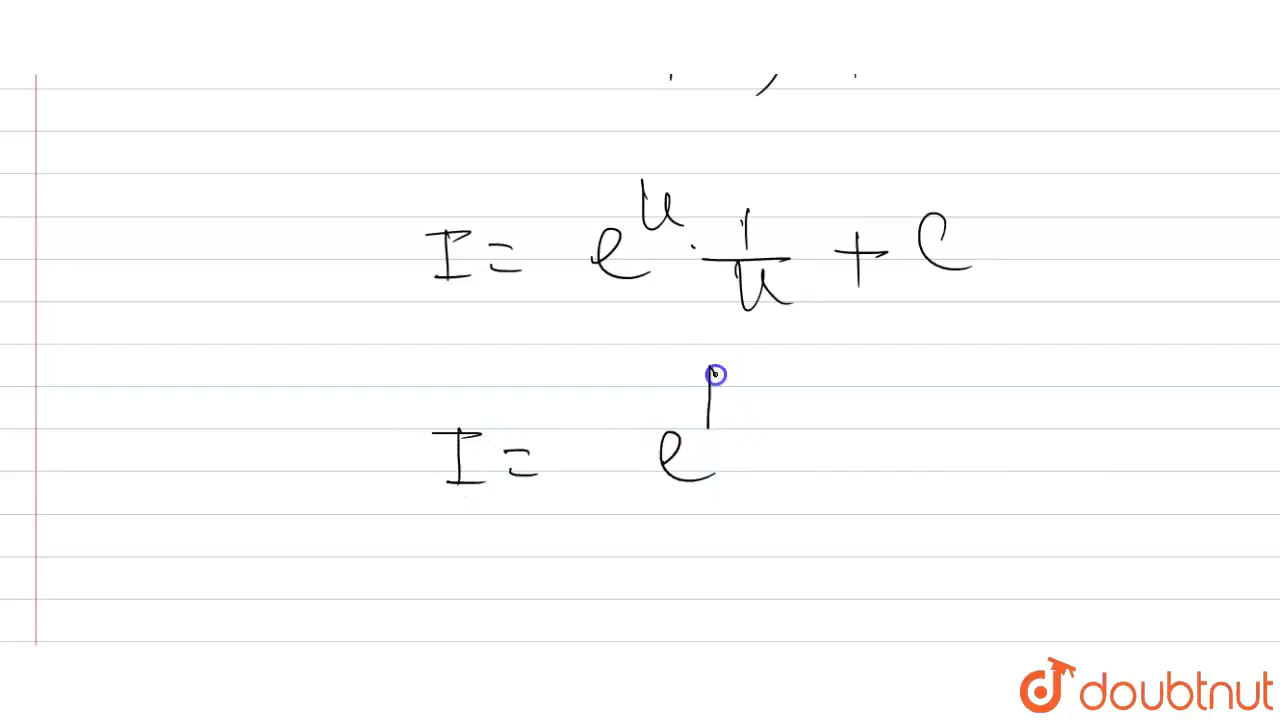 I = e^u · 1/u + C
I = e
doubtnut